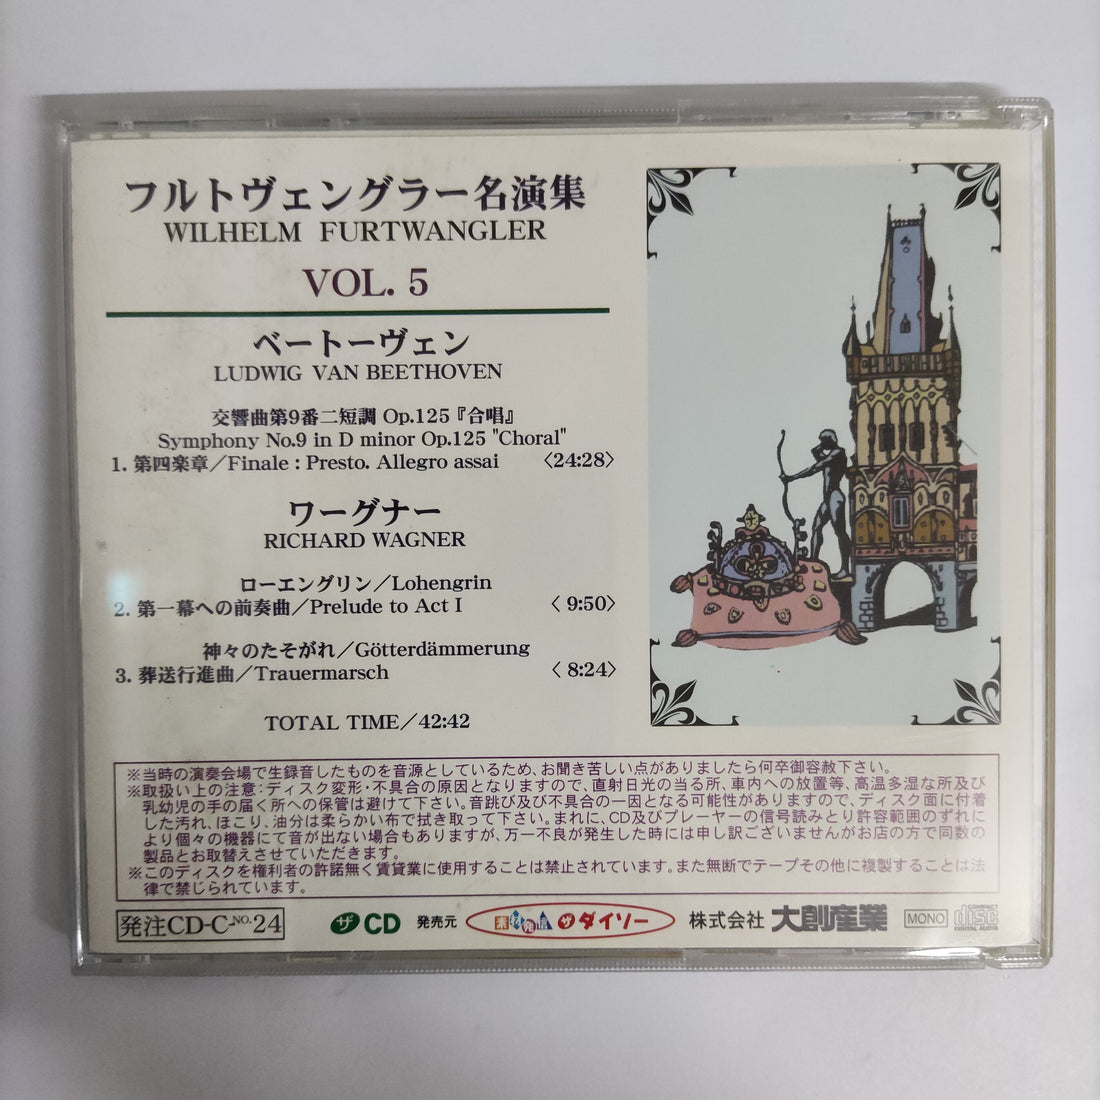 フルトヴェングラー名演集
WILHELM FURTWANGLER
VOL. 5
ベートーヴェン
LUDWIG VAN BEETHOVEN
交響曲第9番二短調 Op.125『合唱』
Symphony No.9 in D minor Op.125 "Choral"
1. 第四楽章／Finale : Presto. Allegro assai 〈24:28〉
ワーグナー
RICHARD WAGNER
ローエングリン／Lohengrin
2. 第一幕への前奏曲／Prelude to Act I 〈 9:50〉
神々のたそがれ／Götterdämmerung
3. 葬送行進曲／Trauermarsch 〈 8:24〉
TOTAL TIME／42:42
※当時の演奏会場で生録音したものを音源としているため、お聞き苦しい点がありましたら何卒御容赦下さい。
※取扱い上の注意：ディスク変形・不具合の原因となりますので、直射日光の当る所、車内への放置等、高温多湿な所及び
乳幼児の手の届く所への保管は避けて下さい。音跳び及び不具合の一因となる可能性がありますので、ディスク面に付着
した汚れ、ほこり、油分は柔らかい布で拭き取って下さい。まれに、CD及びプレーヤーの信号読みとり許容範囲のずれに
より個々の機器にて音が出ない場合もありますが、万一不良が発生した時には申し訳ございませんがお店の方で同数の
製品とお取替えさせていただきます。
※このディスクを権利者の許諾無く賃貸業に使用することは禁止されています。また無断でテープその他に複製することは法
律で禁じられています。
発注CD-C-NO.24 ザCD 発売元 素材発信 ザダイソー 株式会社 大創産業 MONO COMPACT disc DIGITAL AUDIO